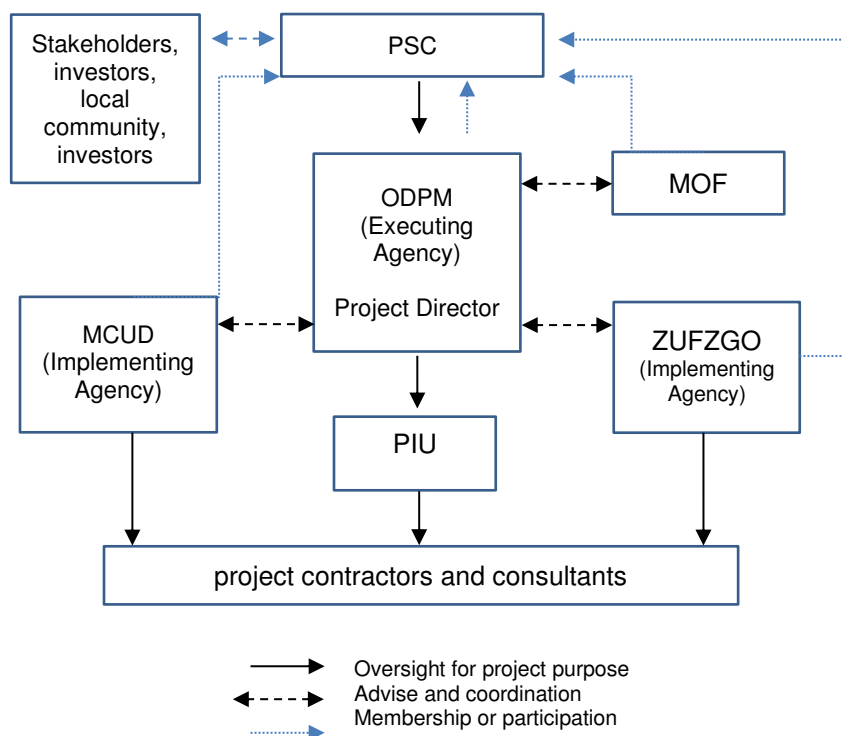 Stakeholders,
investors,
local
community,
investors
PSC
ODPM
(Executing
Agency)
Project Director
MOF
MCUD
(Implementing
Agency)
ZUFZGO
(Implementing
Agency)
PIU
project contractors and consultants
Oversight for project purpose
Advise and coordination
Membership or participation